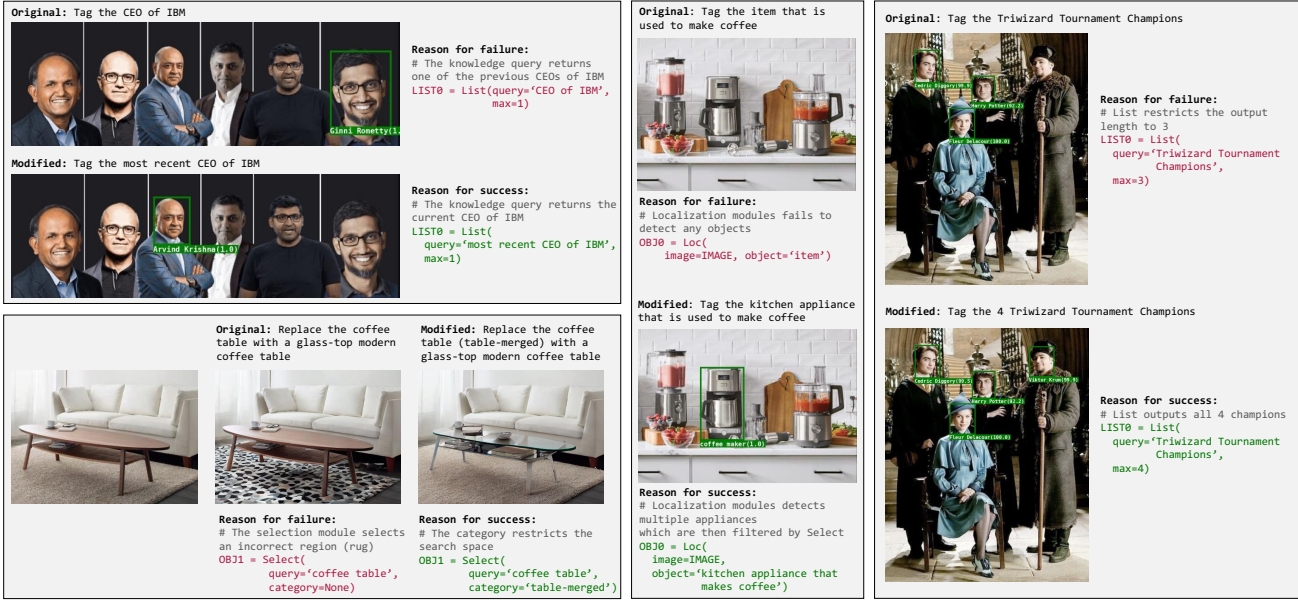 Original: Tag the CEO of IBM
Ginni Rometty(1.
Reason for failure:
# The knowledge query returns
one of the previous CEOs of IBM
LIST0 = List(query=‘CEO of IBM’,
max=1)
Modified: Tag the most recent CEO of IBM
Arvind Krishna(1.0)
Reason for success:
# The knowledge query returns the
current CEO of IBM
LIST0 = List(
query=‘most recent CEO of IBM’,
max=1)
Original: Replace the coffee
table with a glass-top modern
coffee table
Reason for failure:
# The selection module selects
an incorrect region (rug)
OBJ1 = Select(
query=‘coffee table’,
category=None)
Modified: Replace the coffee
table (table-merged) with a
glass-top modern coffee table
Reason for success:
# The category restricts the
search space
OBJ1 = Select(
query=‘coffee table’,
category=‘table-merged’)
Original: Tag the item that is
used to make coffee
Reason for failure:
# Localization modules fails to
detect any objects
OBJ0 = Loc(
image=IMAGE, object=‘item’)
Modified: Tag the kitchen appliance
that is used to make coffee
coffee maker(1.0)
Reason for success:
# Localization modules detects
multiple appliances
which are then filtered by Select
OBJ0 = Loc(
image=IMAGE,
object=‘kitchen appliance that
makes coffee’)
Original: Tag the Triwizard Tournament Champions
Cedric Diggory(99.9)
Harry Potter(92.2)
Fleur Delacour(100.0)
Reason for failure:
# List restricts the output
length to 3
LIST0 = List(
query=‘Triwizard Tournament
Champions’,
max=3)
Modified: Tag the 4 Triwizard Tournament Champions
Cedric Diggory(99.5)
Viktor Krum(99.9)
Harry Potter(92.2)
Fleur Delacour(100.0)
Reason for success:
# List outputs all 4 champions
LIST0 = List(
query=‘Triwizard Tournament
Champions’,
max=4)